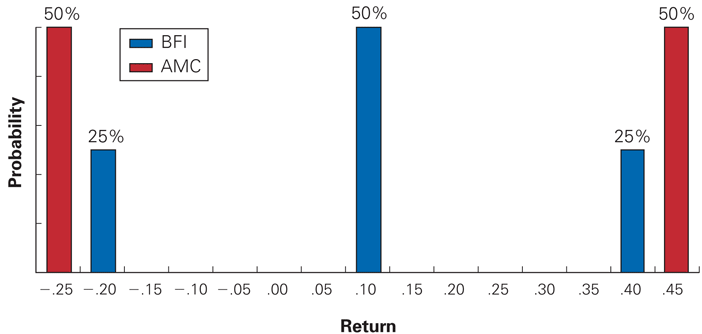 50% 50% 50%
BFI
AMC
25% 25%
Probability
−.25 −.20 −.15 −.10 −.05 .00 .05 .10 .15 .20 .25 .30 .35 .40 .45
Return